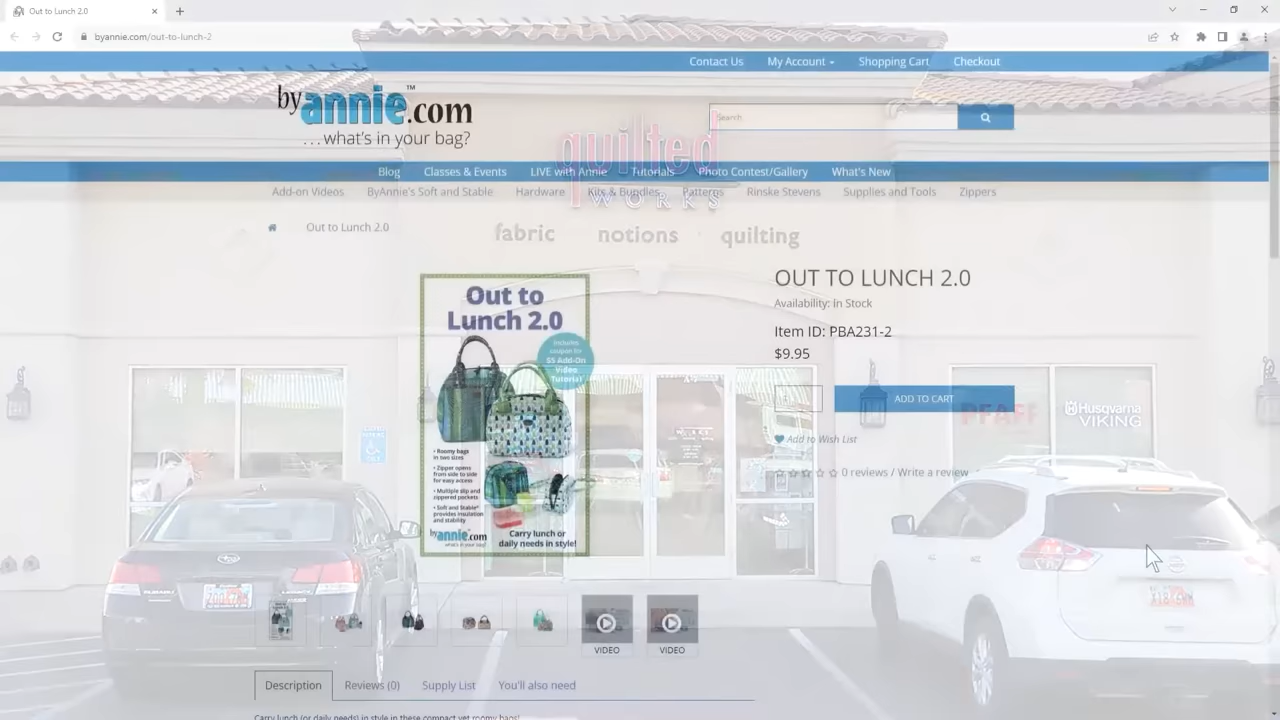 Out to Lunch 2.0
byannie.com/out-to-lunch-2
Contact Us My Account Shopping Cart Checkout
byannie.com™
...what's in your bag?
Search
quilted
WORKS
Blog Classes & Events LIVE with Annie Tutorials Photo Contest/Gallery What's New
Add-on Videos ByAnnie's Soft and Stable Hardware Kits & Bundles Patterns Rinske Stevens Supplies and Tools Zippers
Out to Lunch 2.0
fabric notions quilting
Out to
Lunch 2.0
Includes
coupon for
$5 Add-On
Video
Tutorial
• Roomy bags
in two sizes
• Zipper opens
from side to side
for easy access
• Multiple slip and
zippered pockets
• Soft and Stable
provides insulation
and stability
byannie.com
what's in your bag?
Carry lunch or
daily needs in style!
OUT TO LUNCH 2.0
Availability: In Stock
Item ID: PBA231-2
$9.95
ADD TO CART
Add to Wish List
0 reviews / Write a review
PFAFF
Husqvarna
VIKING
VIDEO VIDEO
Description Reviews (0) Supply List You'll also need
Carry lunch (or daily needs) in style in these compact yet roomy bags!